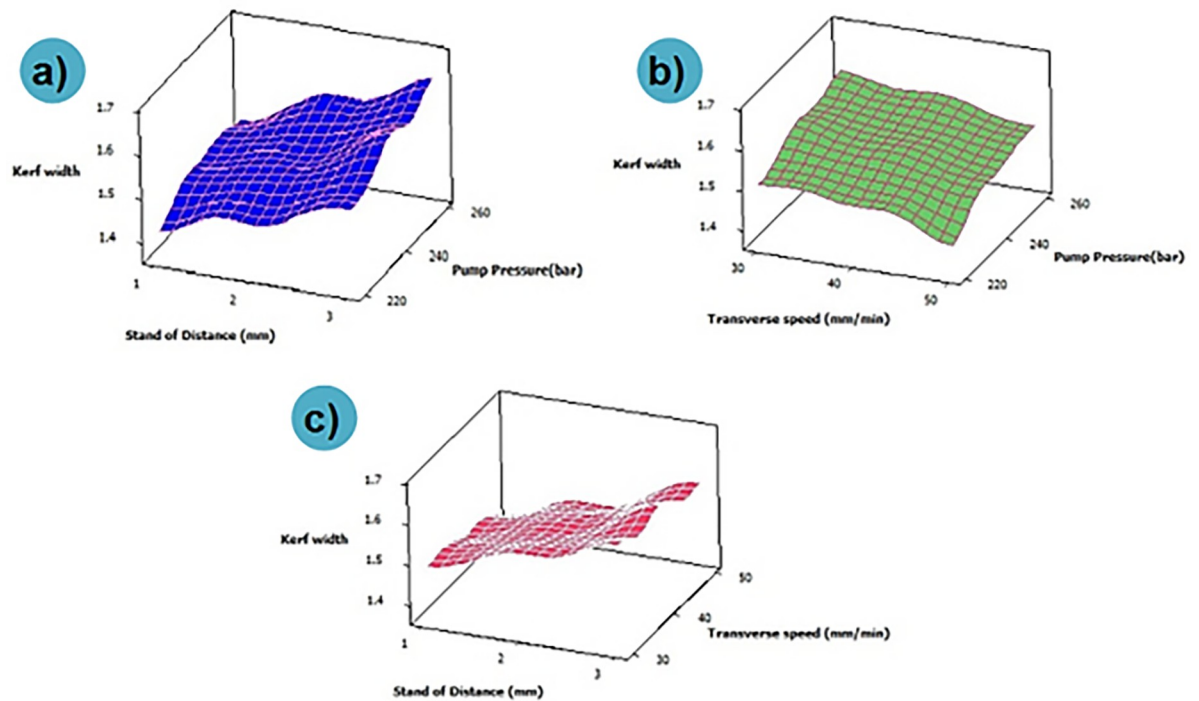 a)
1.7
1.6
Kerf width
1.5
1.4
260
240
Pump Pressure(bar)
220
1
2
3
Stand of Distance (mm)
b)
1.7
1.6
Kerf width
1.5
1.4
260
240
Pump Pressure(bar)
220
30
40
50
Transverse speed (mm/min)
c)
1.7
1.6
Kerf width
1.5
1.4
50
40
Transverse speed (mm/min)
30
1
2
3
Stand of Distance (mm)